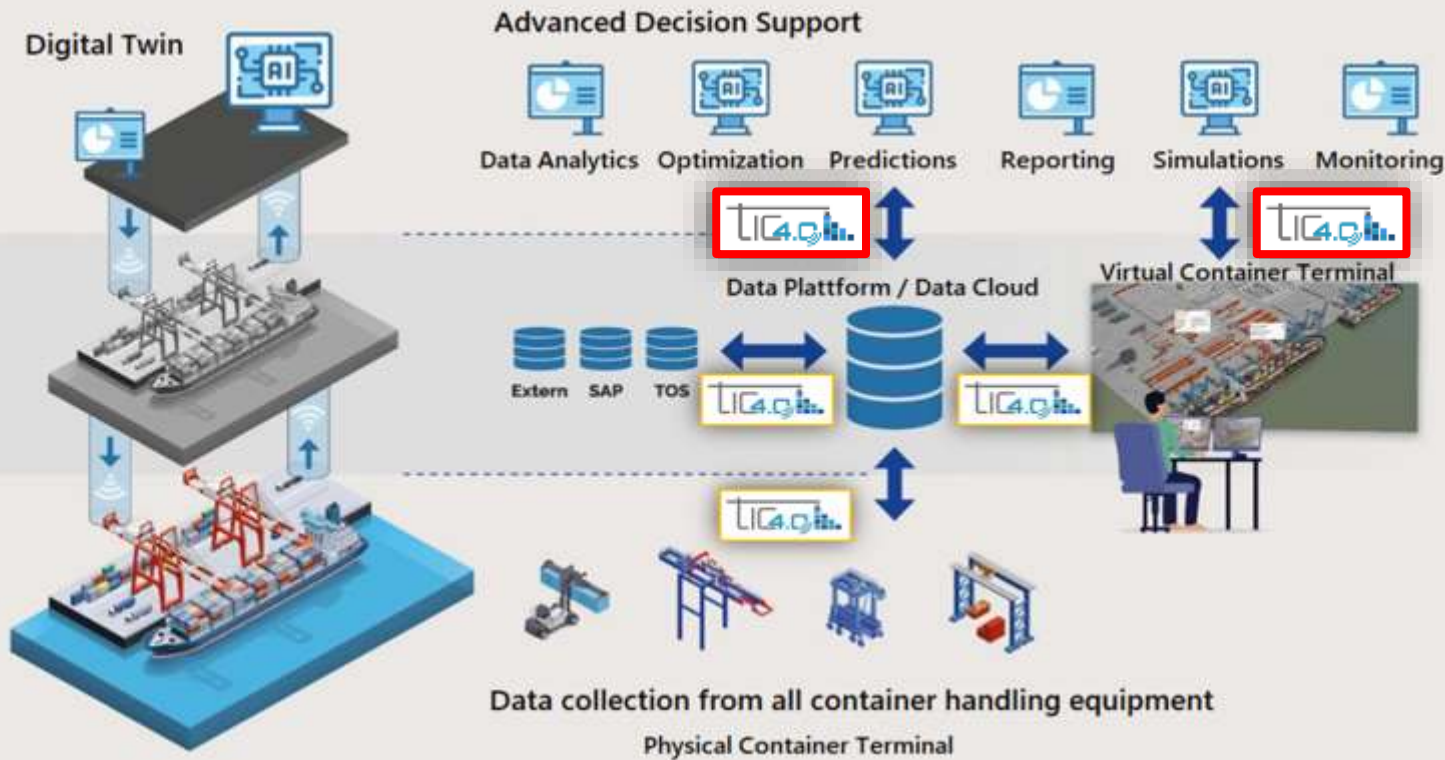 Digital Twin
Advanced Decision Support
AI
AI
AI
AI
Data Analytics
Optimization
Predictions
Reporting
Simulations
Monitoring
tic4.0
tic4.0
Data Plattform / Data Cloud
Virtual Container Terminal
Extern
SAP
TOS
tic4.0
tic4.0
tic4.0
Data collection from all container handling equipment
Physical Container Terminal